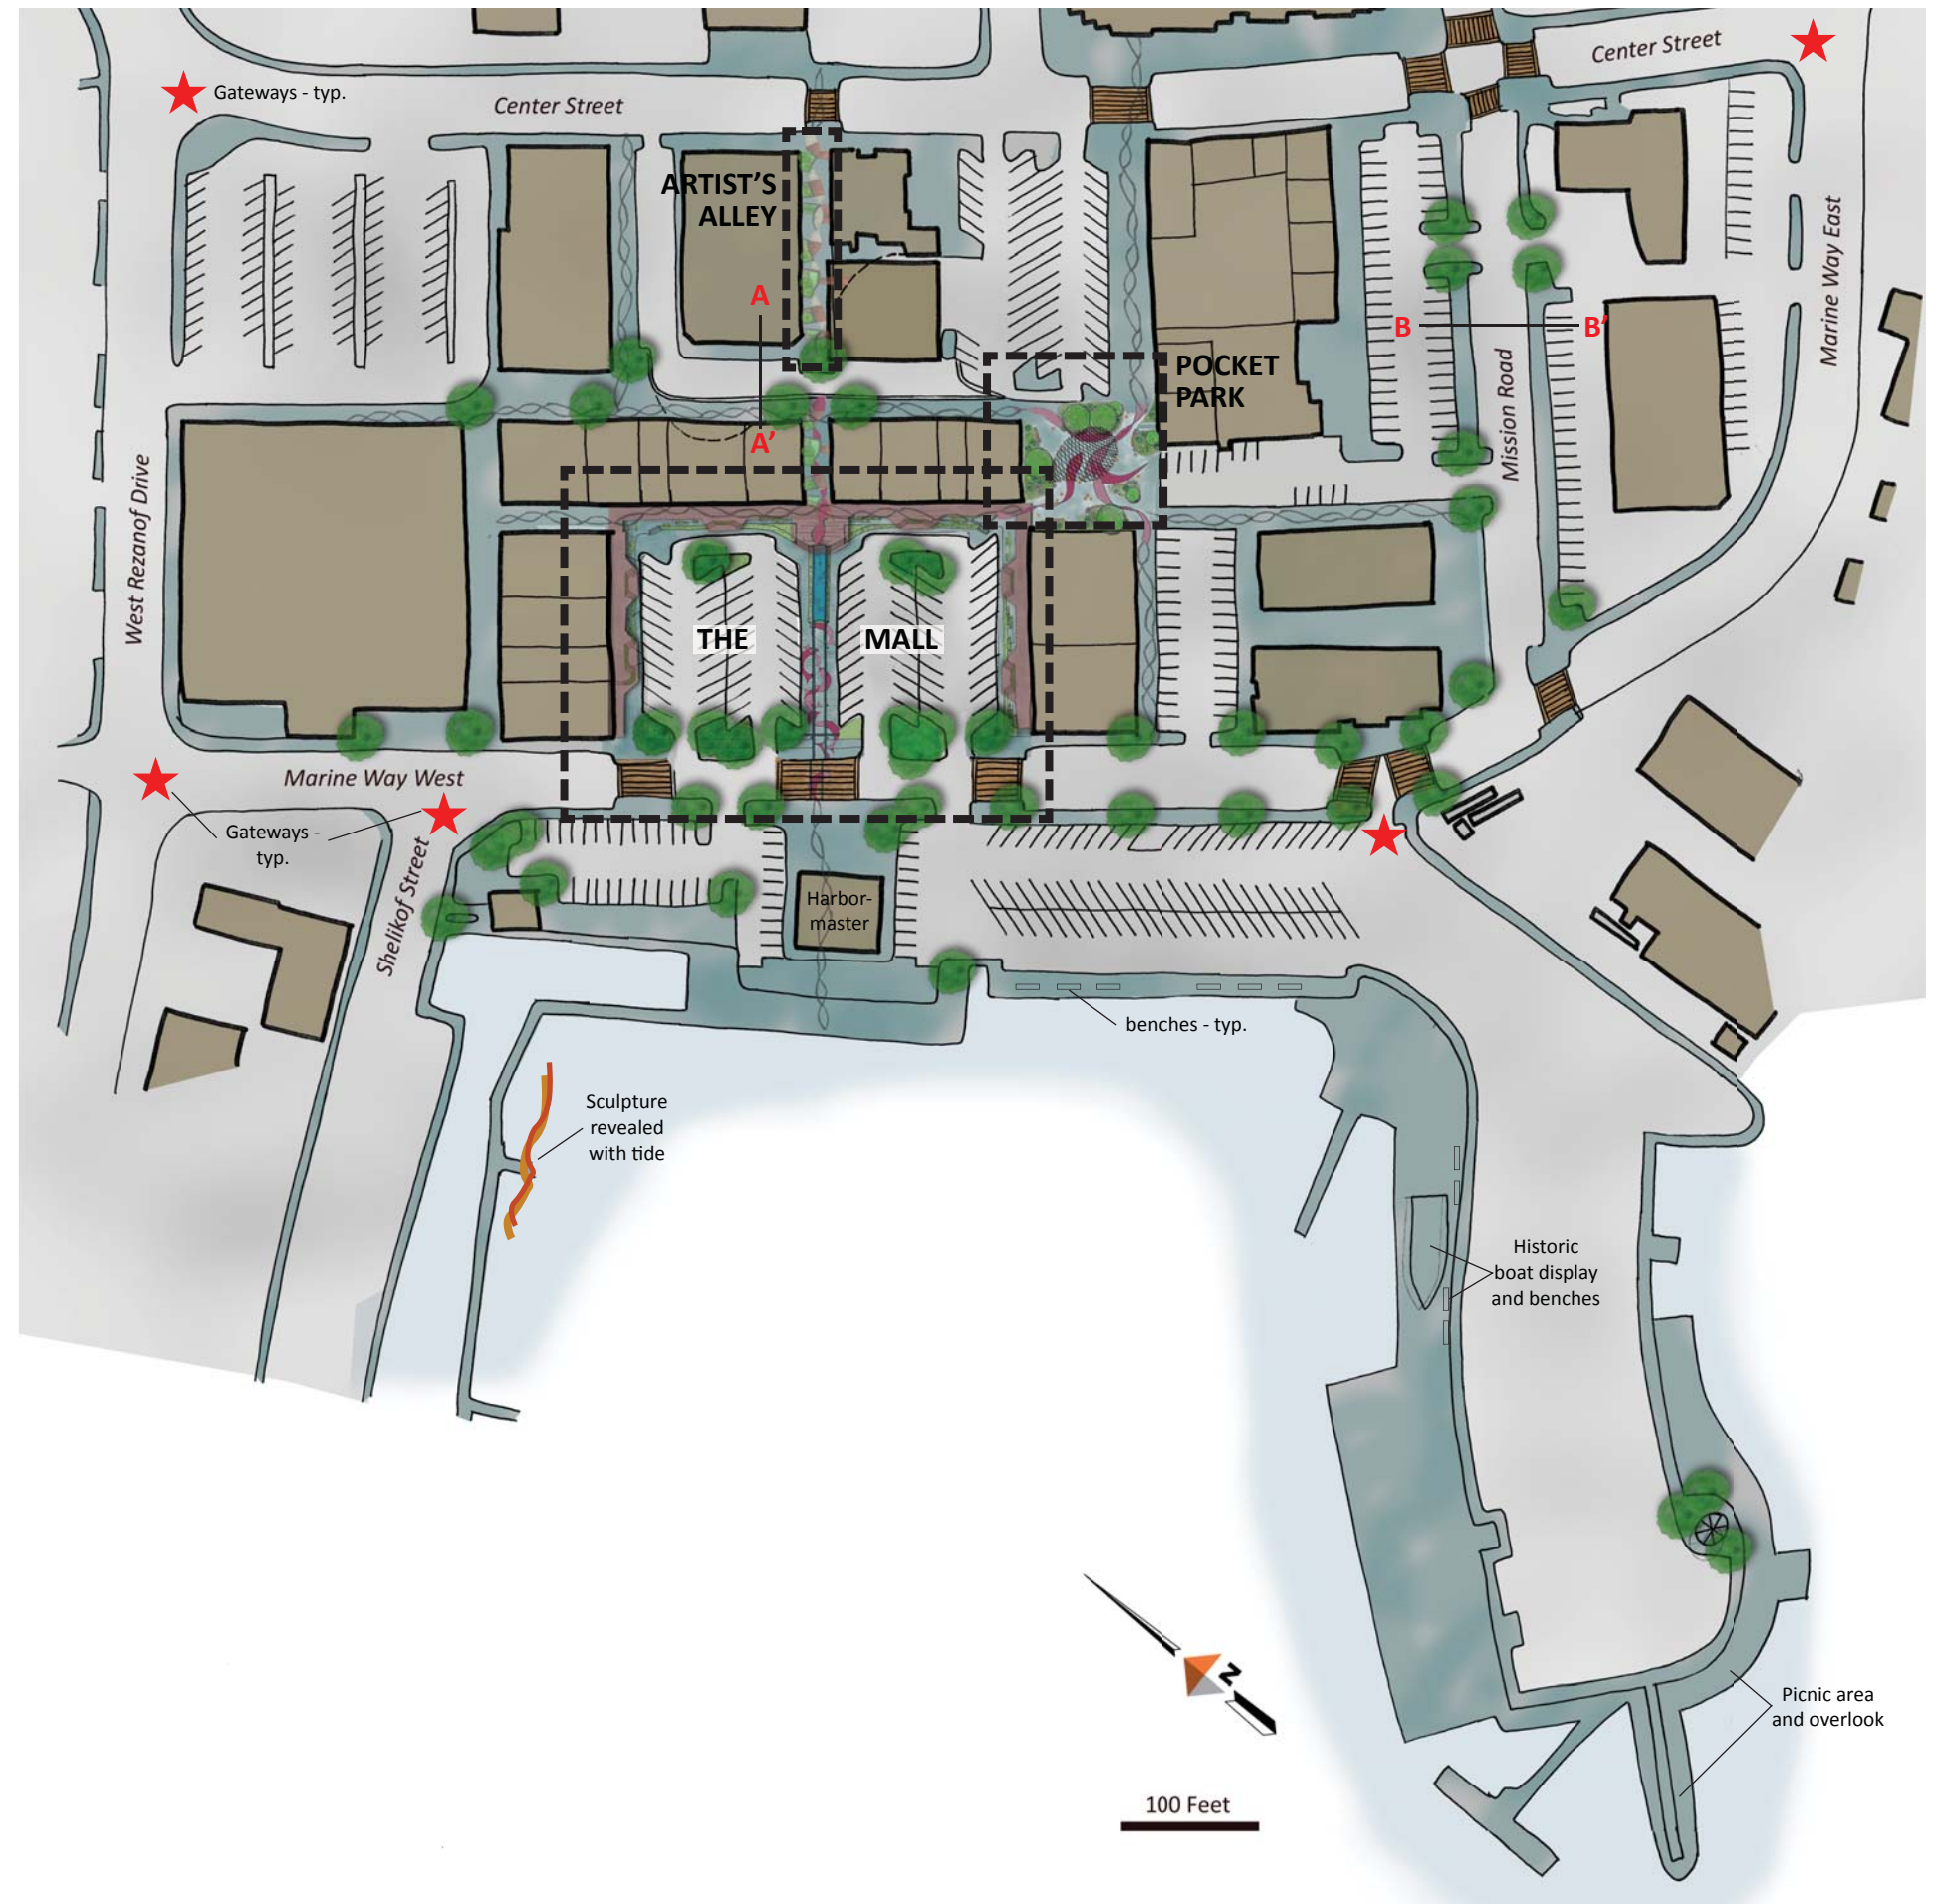 Center Street
Gateways - typ.
Center Street
ARTIST'S
ALLEY
Marine Way East
A
B
B'
POCKET
PARK
Mission Road
A'
West Rezanof Drive
THE
MALL
Marine Way West
Gateways -
typ.
Shelikof Street
Harbor-
master
benches - typ.
Sculpture
revealed
with tide
Historic
boat display
and benches
N
Picnic area
and overlook
100 Feet